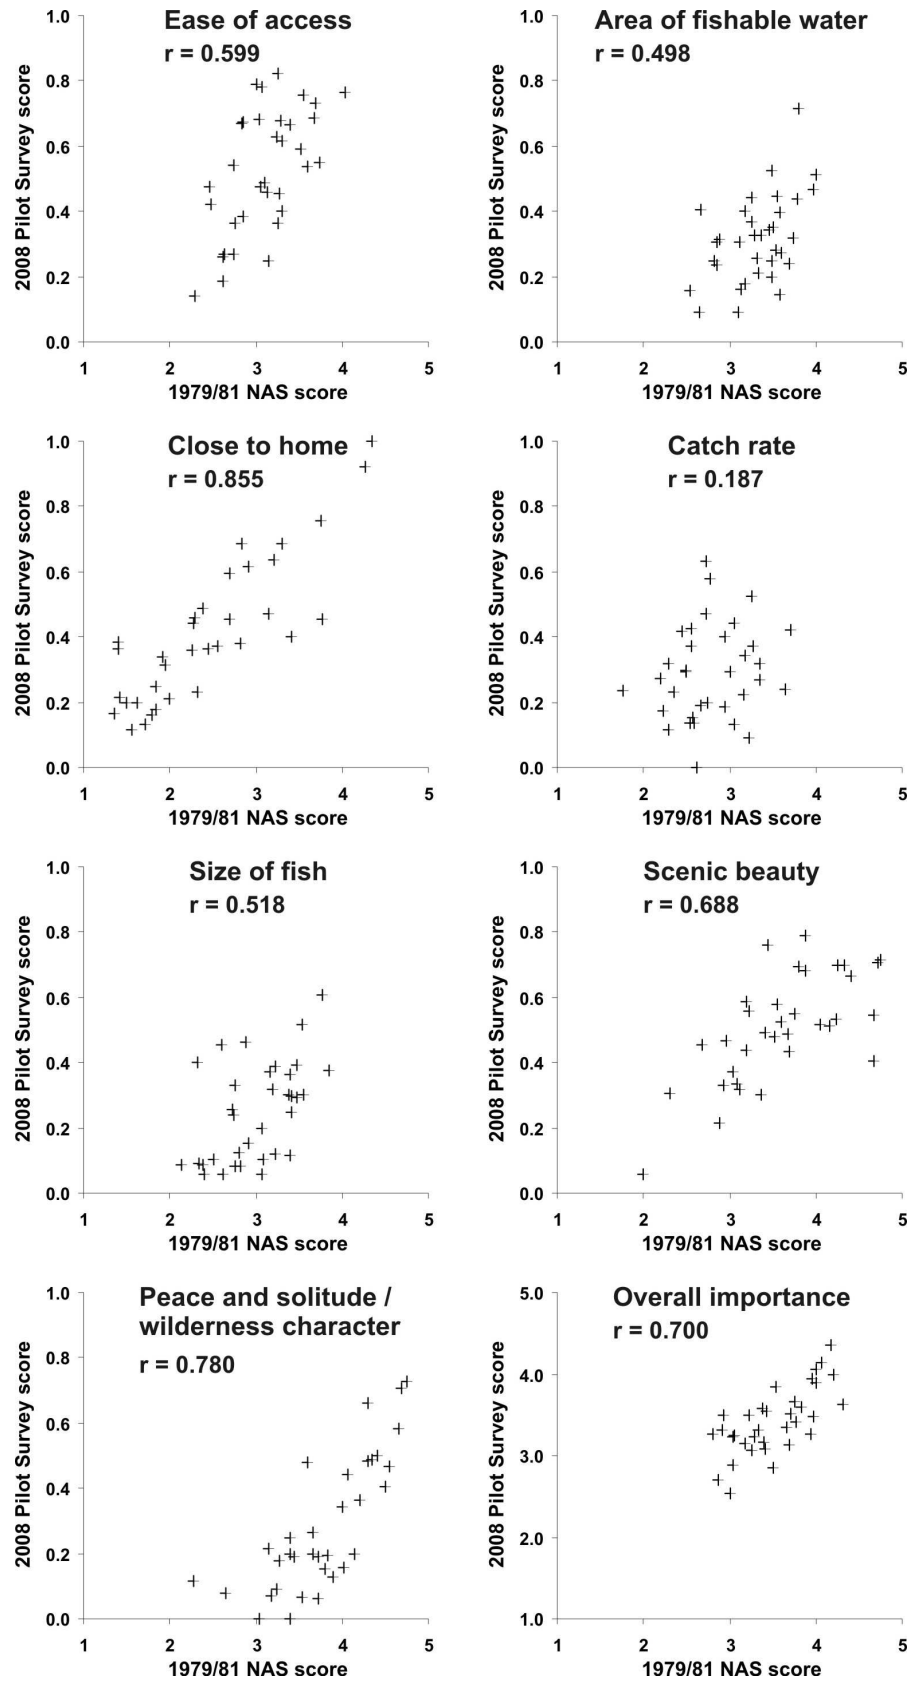 Ease of access
r = 0.599
2008 Pilot Survey score
1.0
0.8
0.6
0.4
0.2
0.0
1 2 3 4 5
1979/81 NAS score
Area of fishable water
r = 0.498
2008 Pilot Survey score
1.0
0.8
0.6
0.4
0.2
0.0
1 2 3 4 5
1979/81 NAS score
Close to home
r = 0.855
2008 Pilot Survey score
1.0
0.8
0.6
0.4
0.2
0.0
1 2 3 4 5
1979/81 NAS score
Catch rate
r = 0.187
2008 Pilot Survey score
1.0
0.8
0.6
0.4
0.2
0.0
1 2 3 4 5
1979/81 NAS score
Size of fish
r = 0.518
2008 Pilot Survey score
1.0
0.8
0.6
0.4
0.2
0.0
1 2 3 4 5
1979/81 NAS score
Scenic beauty
r = 0.688
2008 Pilot Survey score
1.0
0.8
0.6
0.4
0.2
0.0
1 2 3 4 5
1979/81 NAS score
Peace and solitude /
wilderness character
r = 0.780
2008 Pilot Survey score
1.0
0.8
0.6
0.4
0.2
0.0
1 2 3 4 5
1979/81 NAS score
Overall importance
r = 0.700
2008 Pilot Survey score
5.0
4.0
3.0
2.0
1.0
1 2 3 4 5
1979/81 NAS score